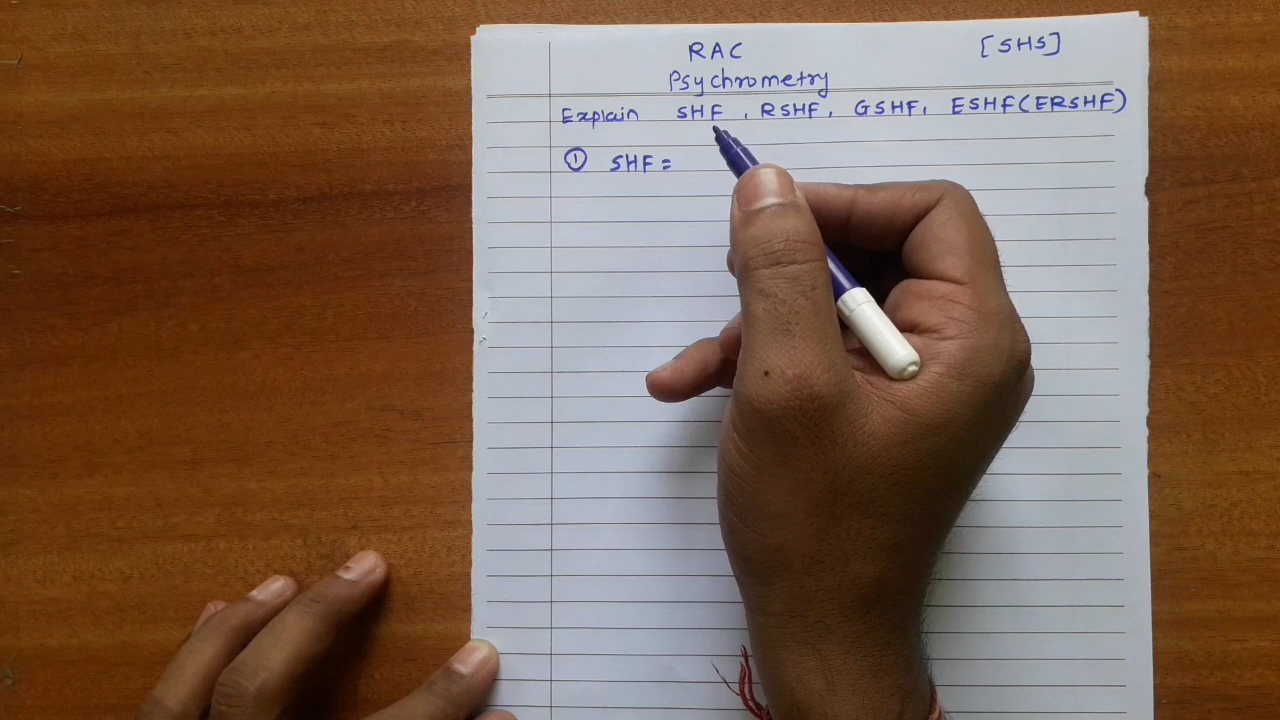 RAC [SHS]
Psychrometry
Explain SHF, RSHF, GSHF, ESHF(ERSHF)
① SHF =